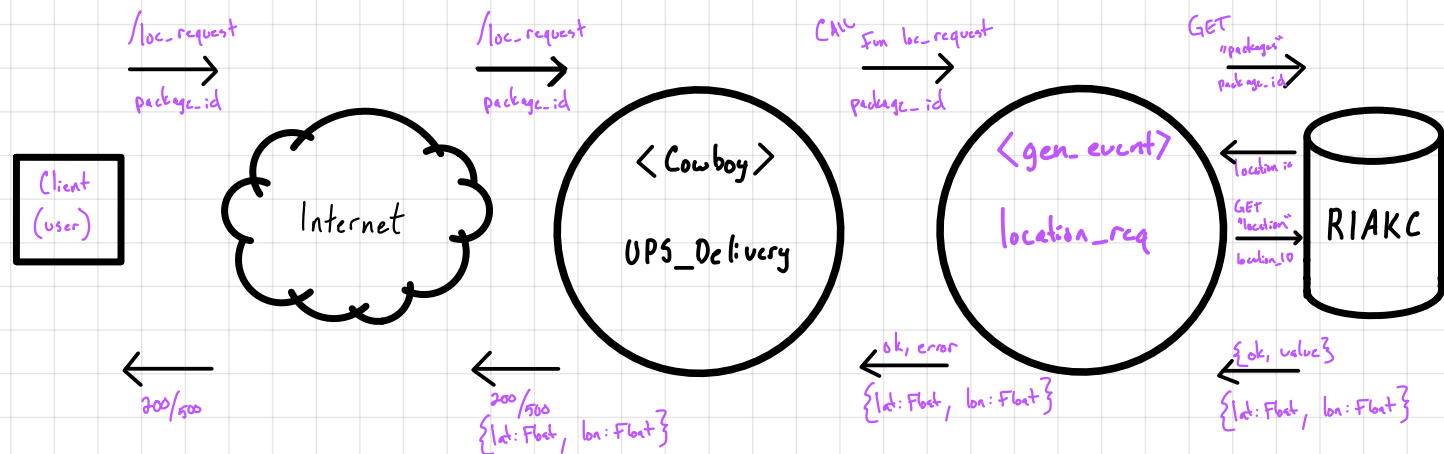 /loc_request
package_id
/loc_request
package_id
CALL Fun loc_request
package_id
GET
"packages"
package_id
Client
(user)
Internet
<Cowboy>
UPS_Delivery
<gen_event>
location_req
location id
GET
"location"
location_ID
RIAKC
200/500
200/500
{lat: Float, lon: Float}
ok, error
{lat: Float, lon: Float}
{ok, value}
{lat: Float, lon: Float}